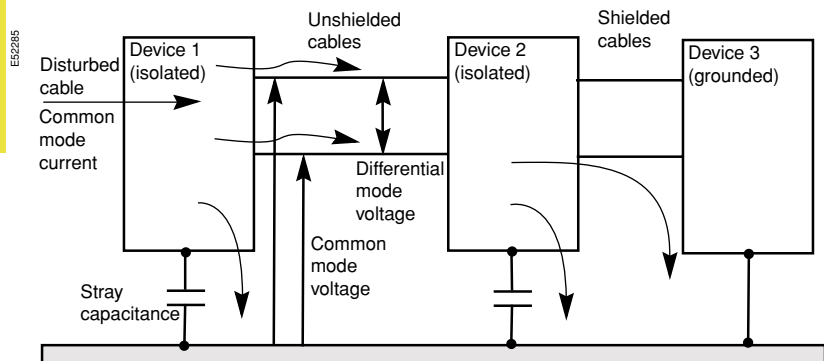 E52285
Unshielded
cables
Shielded
cables
Device 1
(isolated)
Device 2
(isolated)
Device 3
(grounded)
Disturbed
cable
Common
mode
current
Differential
mode
voltage
Common
mode
voltage
Stray
capacitance